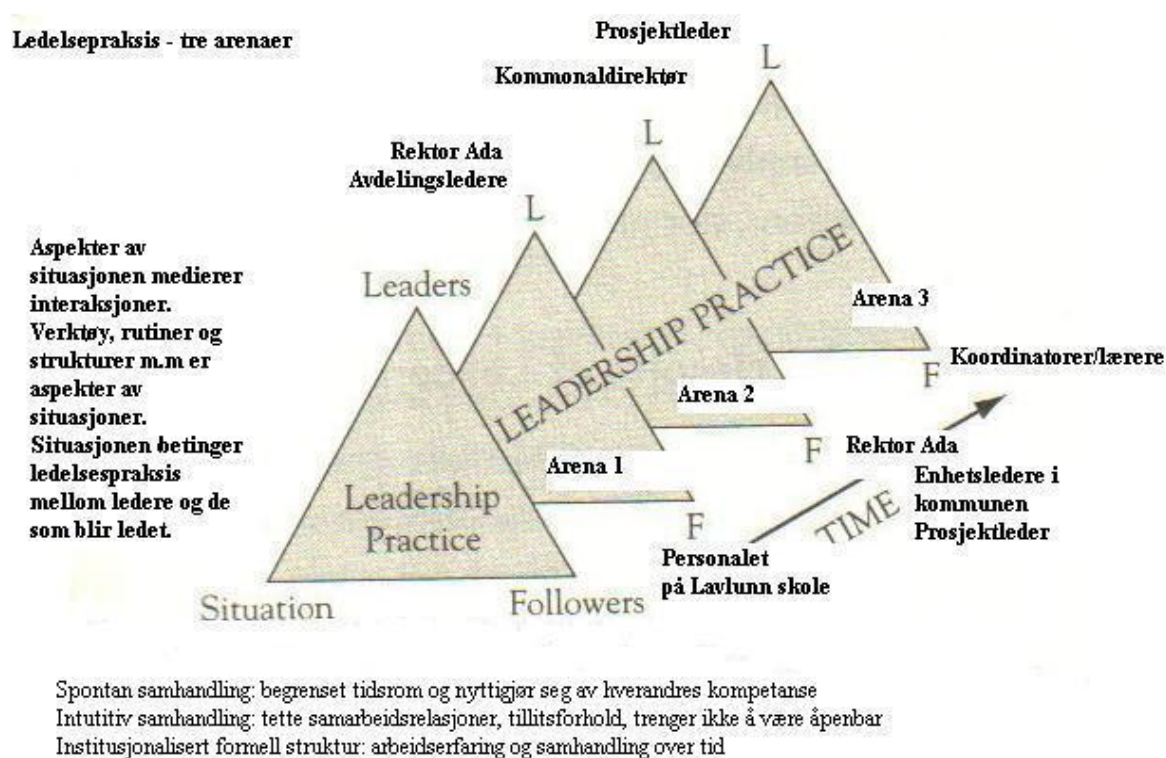 Ledelsepraksis - tre arenaer
Prosjektleder
L
Kommonaldirektør
L
Rektor Ada
Avdelingsledere
L
Aspekter av
situasjonen medierer
interaksjoner.
Verktøy, rutiner og
strukturer m.m er
aspekter av
situasjoner.
Situasjonen betinger
ledelsespraksis
mellom ledere og de
som blir ledet.
Leaders
LEADERSHIP PRACTICE
Arena 3
F
Koordinatorer/lærere
Arena 2
F
Rektor Ada
Enhetsledere i
kommunen
Prosjektleder
TIME
Arena 1
F
Personalet
på Lavlunn skole
Leadership
Practice
Situation
Followers
Spontan samhandling: begrenset tidsrom og nyttigjør seg av hverandres kompetanse
Intutitiv samhandling: tette samarbeidsrelasjoner, tillitsforhold, trenger ikke å være åpenbar
Institusjonalisert formell struktur: arbeidserfaring og samhandling over tid